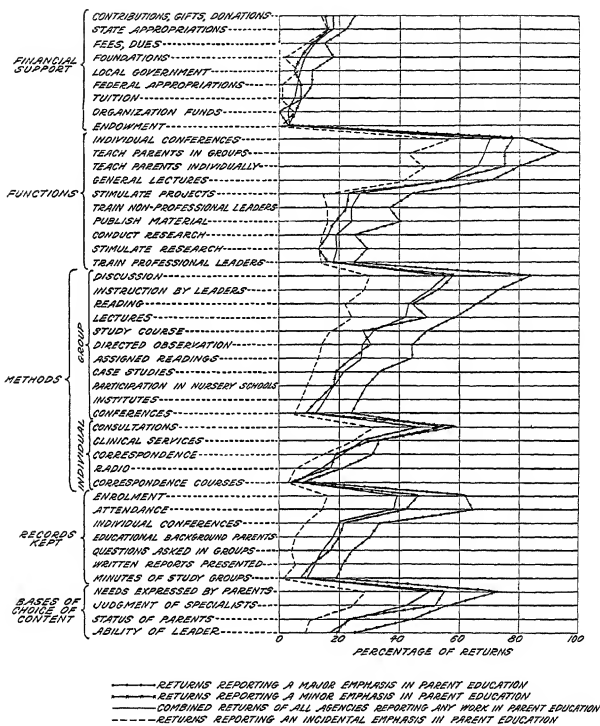 FINANCIAL SUPPORT
CONTRIBUTIONS, GIFTS, DONATIONS
STATE APPROPRIATIONS
FEES, DUES
FOUNDATIONS
LOCAL GOVERNMENT
FEDERAL APPROPRIATIONS
TUITION
ORGANIZATION FUNDS
ENDOWMENT
FUNCTIONS
INDIVIDUAL CONFERENCES
TEACH PARENTS IN GROUPS
TEACH PARENTS INDIVIDUALLY
GENERAL LECTURES
STIMULATE PROJECTS
TRAIN NON-PROFESSIONAL LEADERS
PUBLISH MATERIAL
CONDUCT RESEARCH
STIMULATE RESEARCH
TRAIN PROFESSIONAL LEADERS
METHODS
GROUP
DISCUSSION
INSTRUCTION BY LEADERS
READING
LECTURES
STUDY COURSE
DIRECTED OBSERVATION
ASSIGNED READINGS
CASE STUDIES
PARTICIPATION IN NURSERY SCHOOLS
INSTITUTES
CONFERENCES
INDIVIDUAL
CONSULTATIONS
CLINICAL SERVICES
CORRESPONDENCE
RADIO
CORRESPONDENCE COURSES
RECORDS KEPT
ENROLMENT
ATTENDANCE
INDIVIDUAL CONFERENCES
EDUCATIONAL BACKGROUND PARENTS
QUESTIONS ASKED IN GROUPS
WRITTEN REPORTS PRESENTED
MINUTES OF STUDY GROUPS
BASES OF CHOICE OF CONTENT
NEEDS EXPRESSED BY PARENTS
JUDGMENT OF SPECIALISTS
STATUS OF PARENTS
ABILITY OF LEADER
0 20 40 60 80 100
PERCENTAGE OF RETURNS
RETURNS REPORTING A MAJOR EMPHASIS IN PARENT EDUCATION
RETURNS REPORTING A MINOR EMPHASIS IN PARENT EDUCATION
COMBINED RETURNS OF ALL AGENCIES REPORTING ANY WORK IN PARENT EDUCATION
RETURNS REPORTING AN INCIDENTAL EMPHASIS IN PARENT EDUCATION